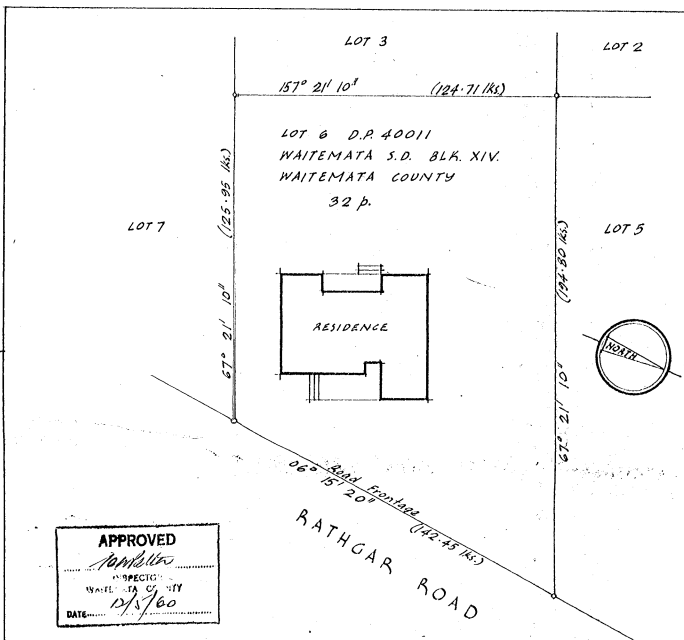 LOT 3
LOT 2
157° 21' 10" (124.71 lks.)
LOT 6 D.P. 40011
WAITEMATA S.D. BLK. XIV.
WAITEMATA COUNTY
32 p.
LOT 7
(125.95 lks.)
67° 21' 10"
LOT 5
(194.80 lks.)
67° 21' 10"
RESIDENCE
NORTH
Road Frontage
06° 15' 20" (142.45 lks.)
RATHGAR ROAD
APPROVED
INSPECTOR
WAITEMATA COUNTY
DATE 12/5/60